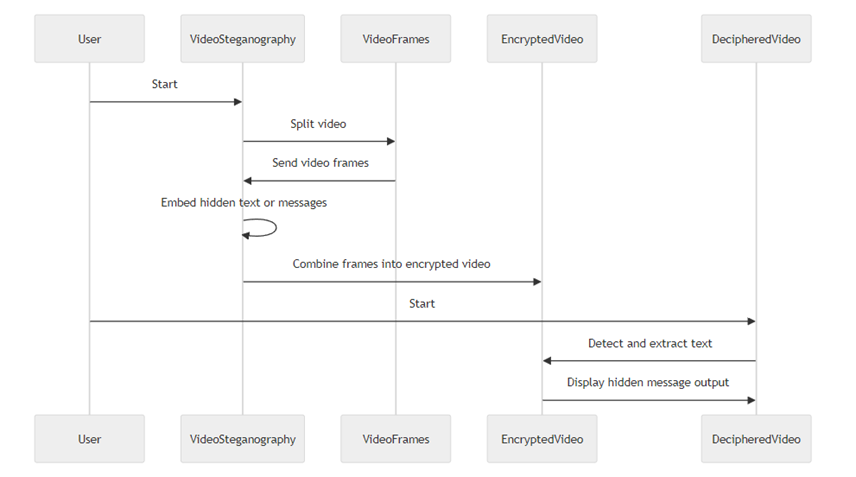 User
VideoSteganography
VideoFrames
EncryptedVideo
DecipheredVideo
Start
Split video
Send video frames
Embed hidden text or messages
Combine frames into encrypted video
Start
Detect and extract text
Display hidden message output
User
VideoSteganography
VideoFrames
EncryptedVideo
DecipheredVideo